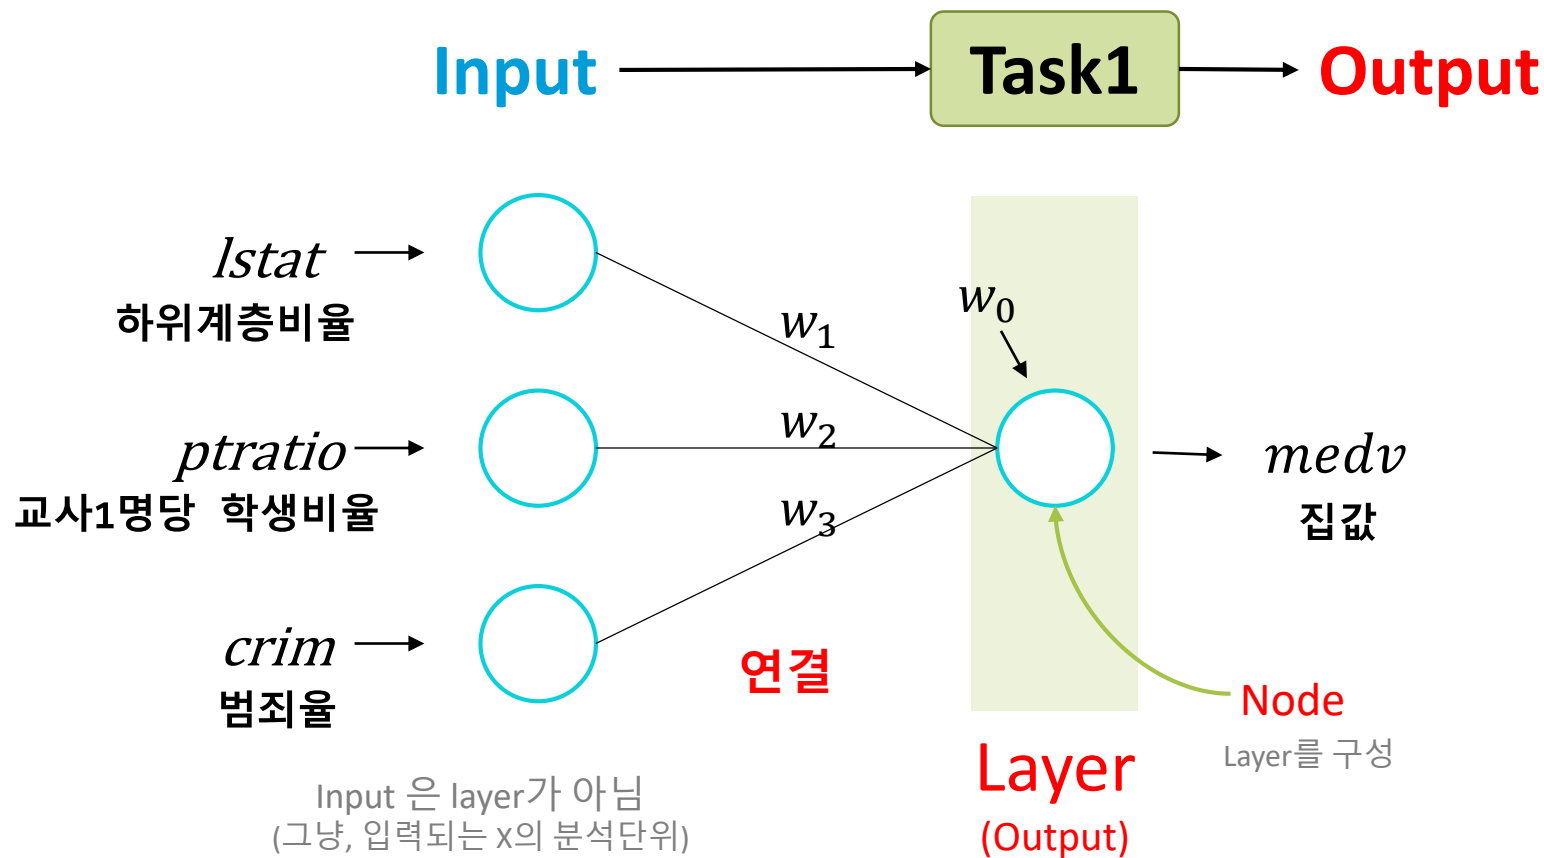 Input
Task1
Output
lstat
하위계층비율
w1
w0
ptratio
교사1명당 학생비율
w2
w3
medv
집값
crim
범죄율
연결
Node
Layer를 구성
Layer
(Output)
Input 은 layer가 아님
(그냥, 입력되는 X의 분석단위)